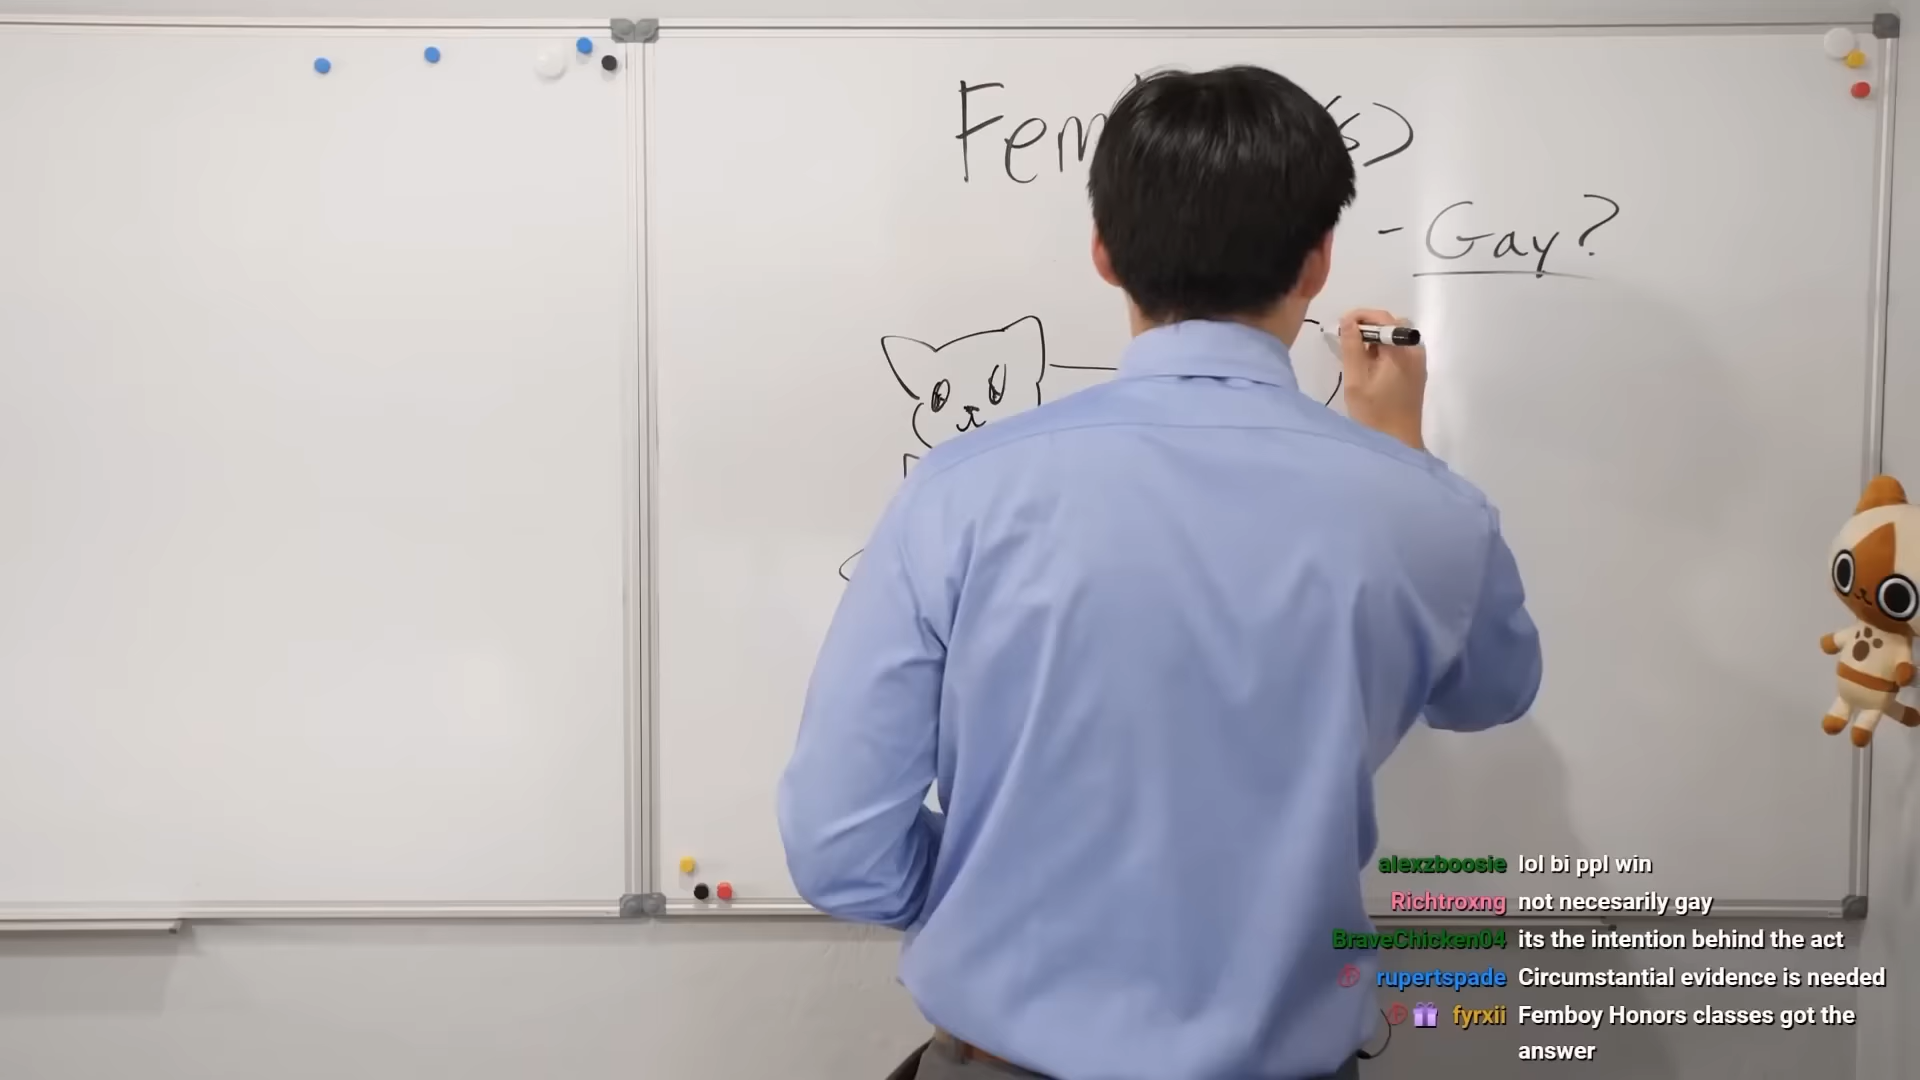 - Gay?
alexzboosie lol bi ppl win
Richtroxng not necesarily gay
BraveChicken04 its the intention behind the act
rupertspade Circumstantial evidence is needed
fyrxii Femboy Honors classes got the
answer